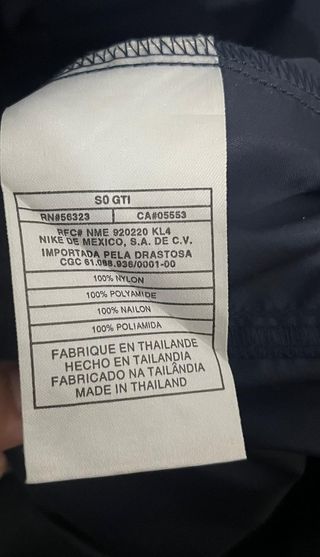 S0 GTI
RN#56323 CA#05553
RFC# NME 920220 KL4
NIKE DE MEXICO, S.A. DE C.V.
IMPORTADA PELA DRASTOSA
CGC 61.088.936/0001-00
100% NYLON
100% POLYAMIDE
100% NAILON
100% POLIAMIDA
FABRIQUE EN THAILANDE
HECHO EN TAILANDIA
FABRICADO NA TAILÂNDIA
MADE IN THAILAND